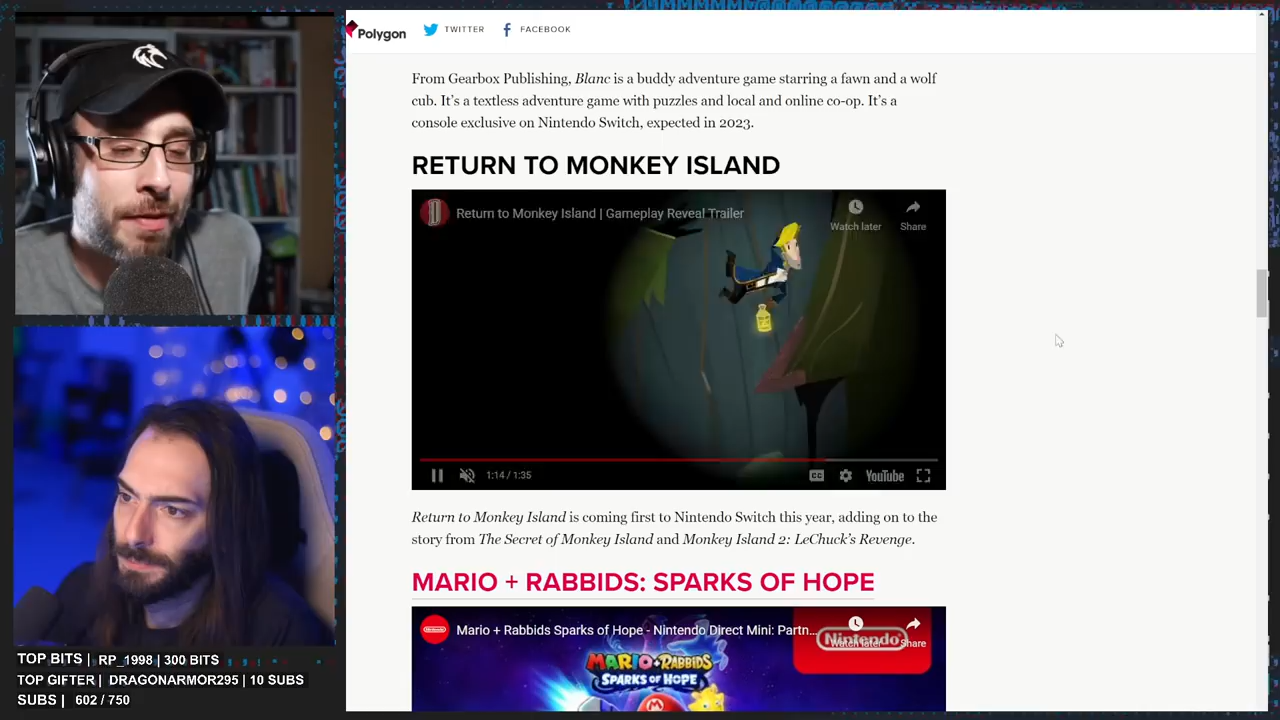 Polygon
TWITTER
FACEBOOK
From Gearbox Publishing, Blanc is a buddy adventure game starring a fawn and a wolf
cub. It’s a textless adventure game with puzzles and local and online co-op. It’s a
console exclusive on Nintendo Switch, expected in 2023.
RETURN TO MONKEY ISLAND
Return to Monkey Island | Gameplay Reveal Trailer
Watch later
Share
1:14 / 1:35
CC
YouTube
Return to Monkey Island is coming first to Nintendo Switch this year, adding on to the
story from The Secret of Monkey Island and Monkey Island 2: LeChuck’s Revenge.
MARIO + RABBIDS: SPARKS OF HOPE
Mario + Rabbids Sparks of Hope - Nintendo Direct Mini: Partn...
Nintendo
Watch later
Share
MARIO+RABBIDS
SPARKS OF HOPE
TOP BITS | RP_1998 | 300 BITS
TOP GIFTER | DRAGONARMOR295 | 10 SUBS
SUBS | 602 / 750